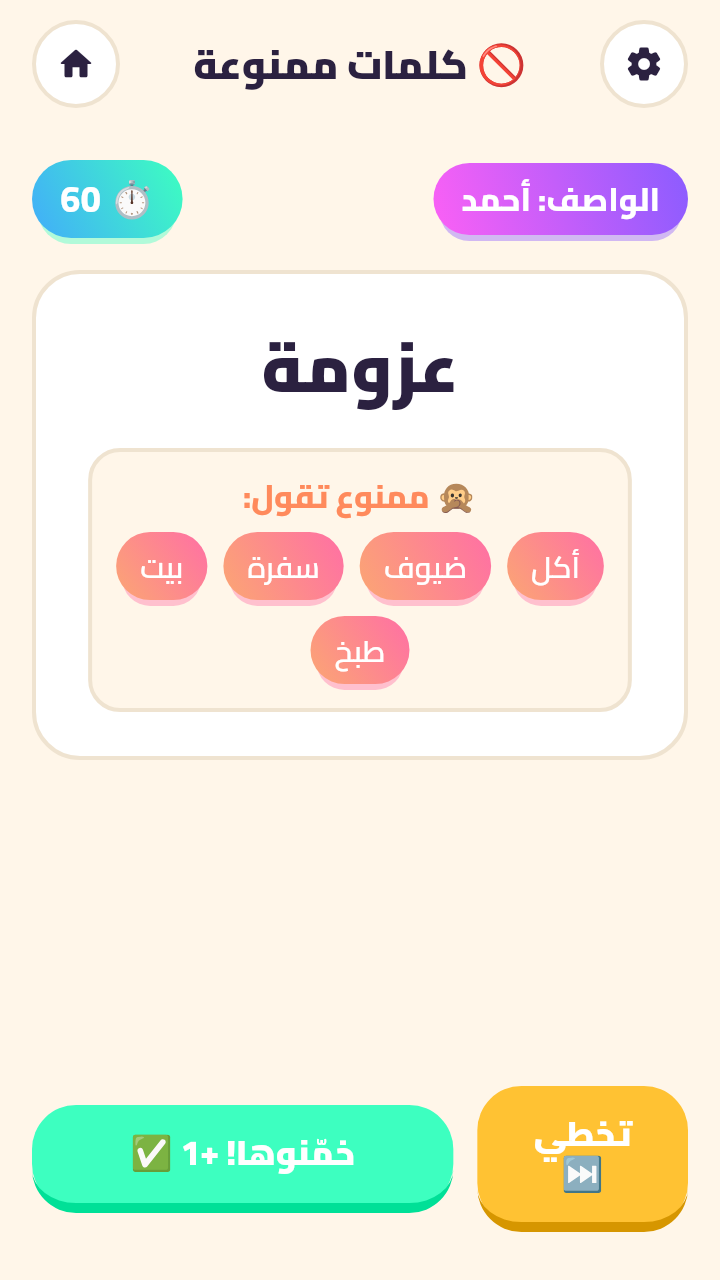 🚫 كلمات ممنوعة
الواصف: أحمد
⏱️ 60
عزومة
🙊 ممنوع تقول:
أكل ضيوف سفرة بيت
طبخ
تخطي
⏭️
خمّنوها! +1 ✅